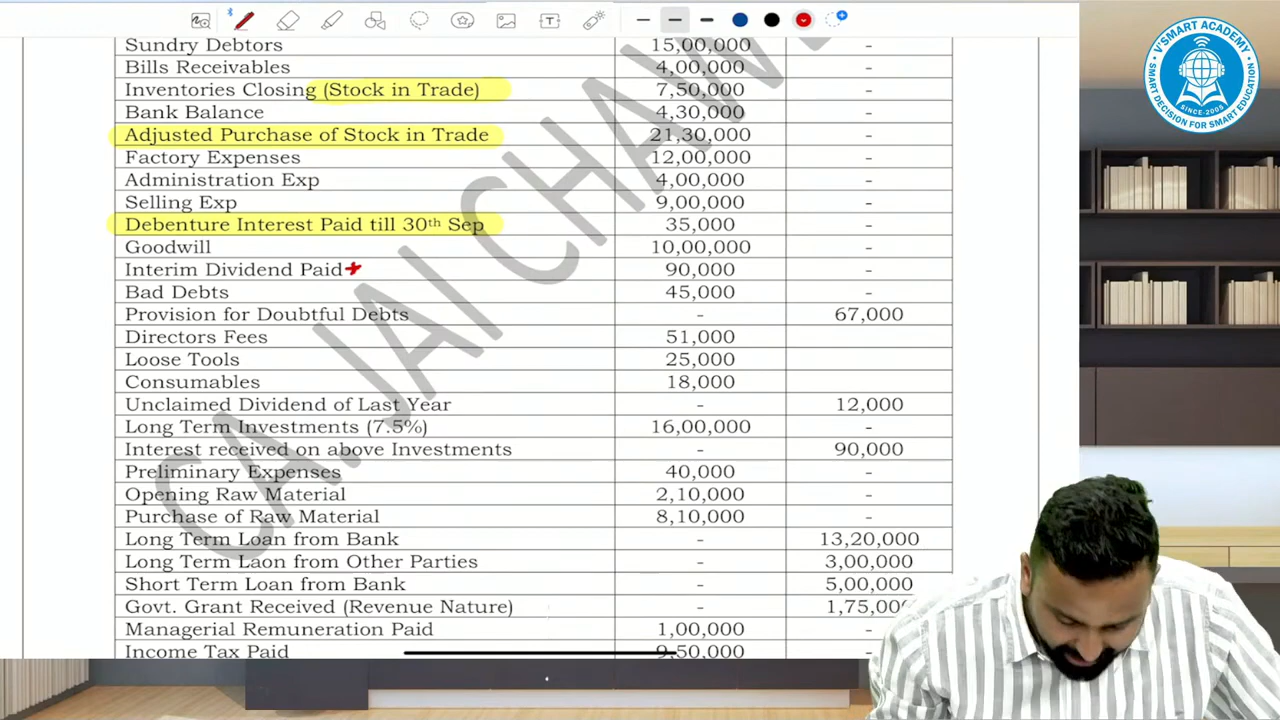 Sundry Debtors 15,00,000 -
Bills Receivables 4,00,000 -
Inventories Closing (Stock in Trade) 7,50,000 -
Bank Balance 4,30,000 -
Adjusted Purchase of Stock in Trade 21,30,000 -
Factory Expenses 12,00,000 -
Administration Exp 4,00,000 -
Selling Exp 9,00,000 -
Debenture Interest Paid till 30th Sep 35,000 -
Goodwill 10,00,000 -
Interim Dividend Paid 90,000 -
Bad Debts 45,000 -
Provision for Doubtful Debts - 67,000
Directors Fees 51,000
Loose Tools 25,000
Consumables 18,000
Unclaimed Dividend of Last Year - 12,000
Long Term Investments (7.5%) 16,00,000 -
Interest received on above Investments - 90,000
Preliminary Expenses 40,000 -
Opening Raw Material 2,10,000 -
Purchase of Raw Material 8,10,000 -
Long Term Loan from Bank - 13,20,000
Long Term Laon from Other Parties - 3,00,000
Short Term Loan from Bank - 5,00,000
Govt. Grant Received (Revenue Nature) - 1,75,000
Managerial Remuneration Paid 1,00,000 -
Income Tax Paid 9,50,000 -
CA. JAI CHAW
V'SMART ACADEMY
SMART DECISION FOR SMART EDUCATION
SINCE-2005